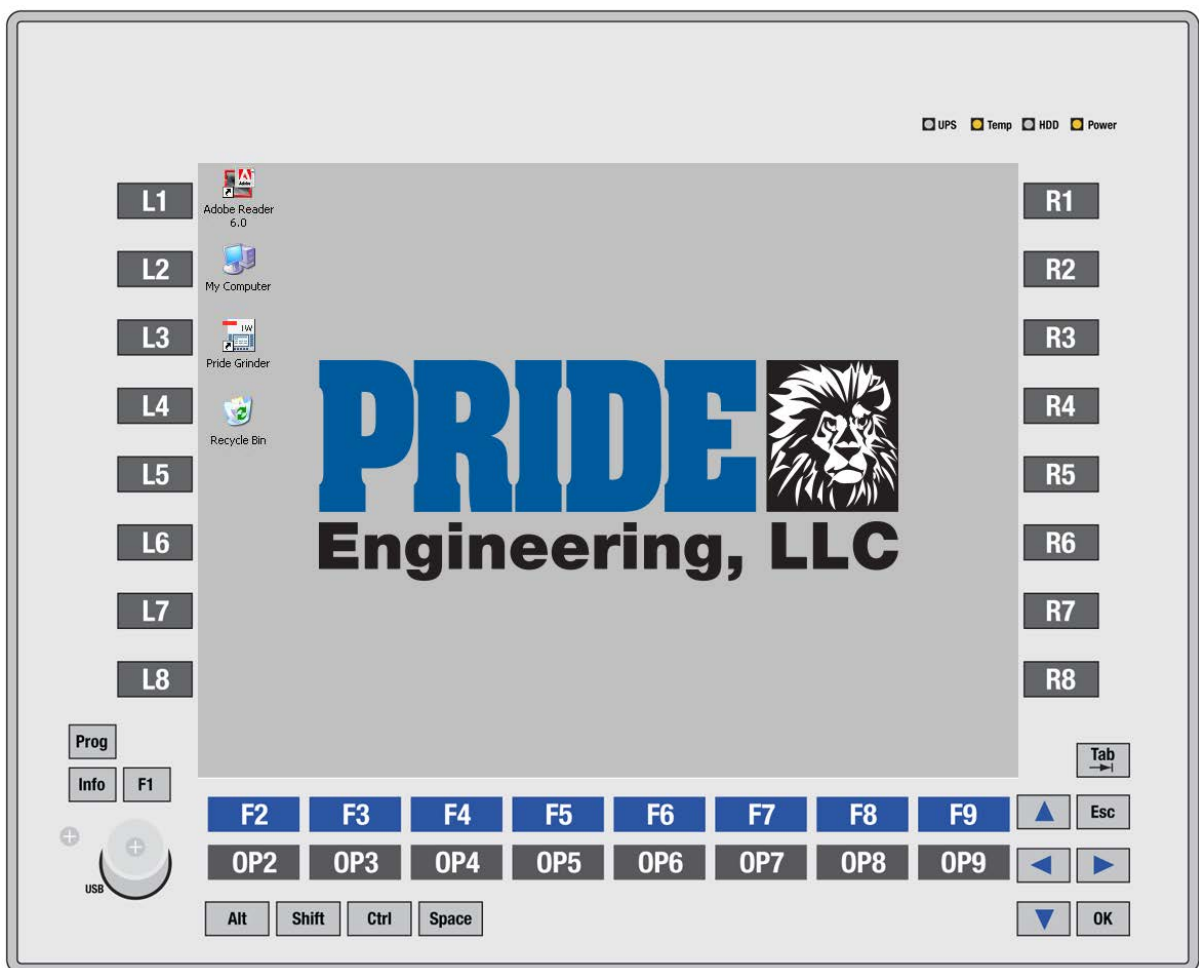 UPS Temp HDD Power
L1
L2
L3
L4
L5
L6
L7
L8
Adobe
Adobe Reader
6.0
My Computer
IW
Pride Grinder
Recycle Bin
PRIDE
Engineering, LLC
R1
R2
R3
R4
R5
R6
R7
R8
Prog
Info F1
USB
F2 F3 F4 F5 F6 F7 F8 F9
OP2 OP3 OP4 OP5 OP6 OP7 OP8 OP9
Alt Shift Ctrl Space
Tab
Esc
OK